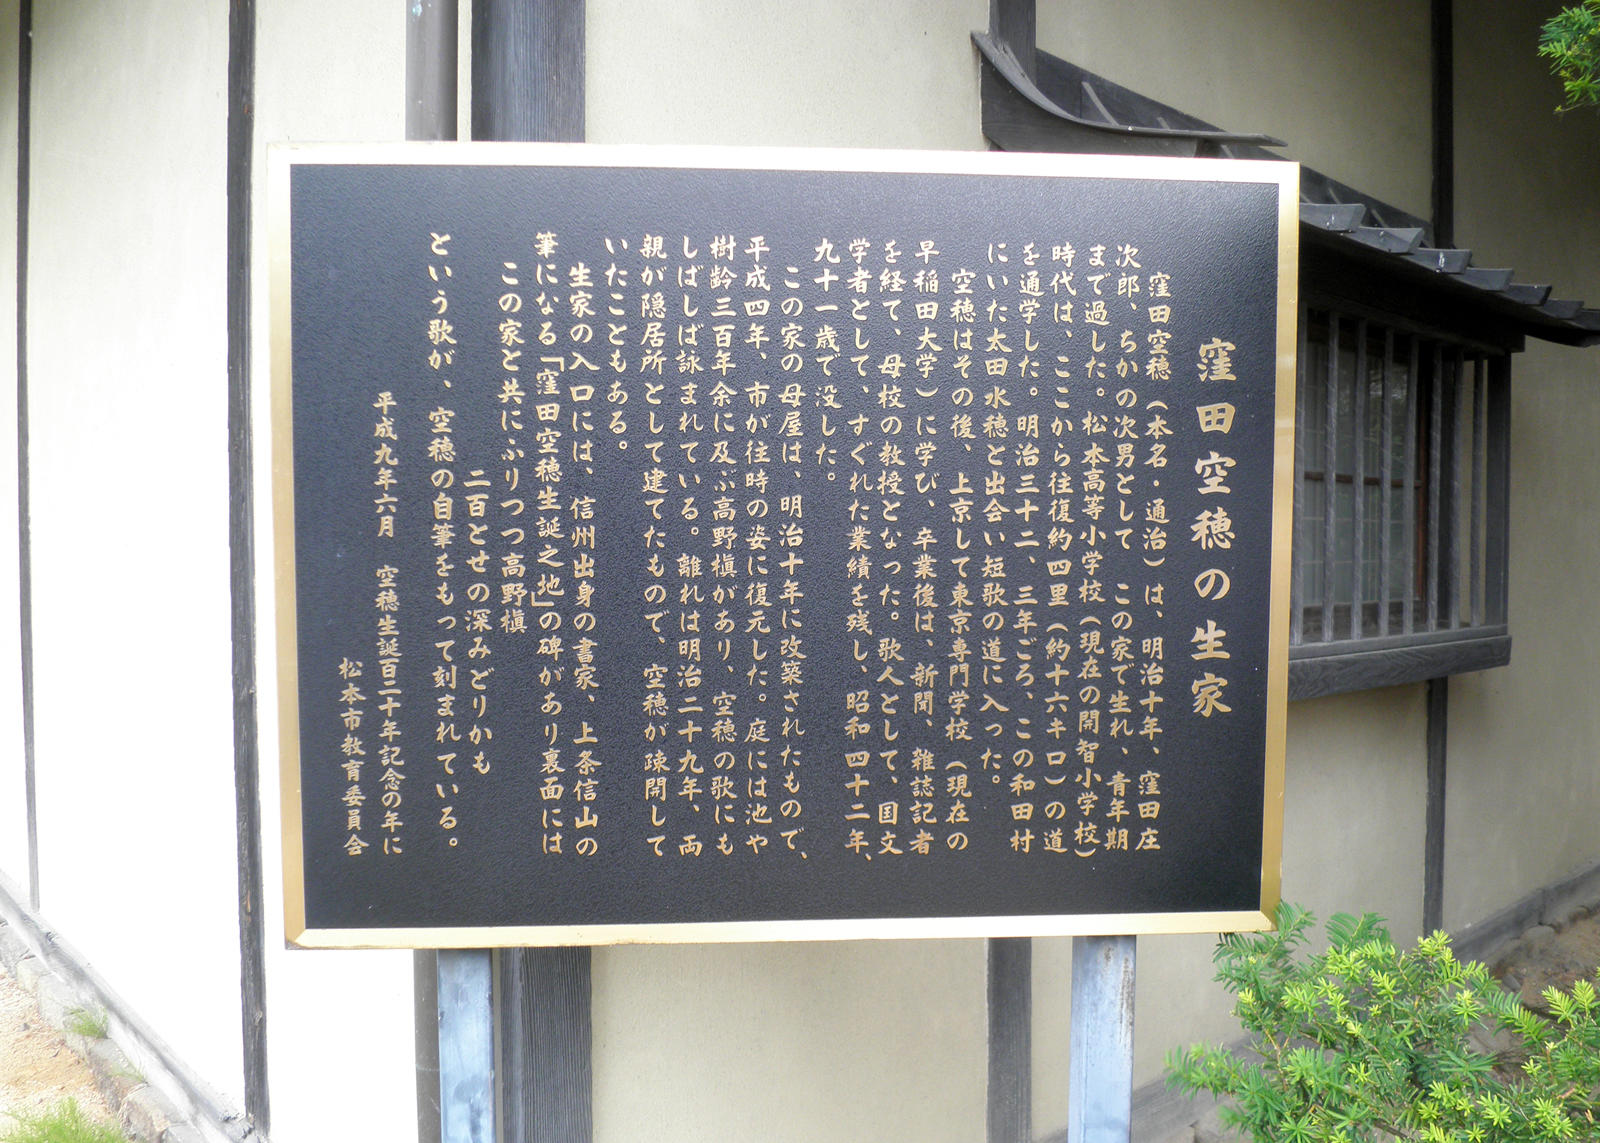 窪田空穂の生家
窪田空穂(本名・通治)は、明治十年、窪田庄
次郎、ちかの次男として この家で生れ、青年期
まで過した。松本高等小学校(現在の開智小学校)
時代は、ここから往復約四里(約十六キロ)の道
を通学した。明治三十二、三年ごろ、この和田村
にいた太田水穂と出会い短歌の道に入った。
空穂はその後、上京して東京専門学校(現在の
早稲田大学)に学び、卒業後は、新聞、雑誌記者
を経て、母校の教授となった。歌人として、国文
学者として、すぐれた業績を残し、昭和四十二年、
九十一歳で没した。
この家の母屋は、明治十年に改築されたもので、
平成四年、市が往時の姿に復元した。庭には池や
樹齢三百年余に及ぶ高野槇があり、空穂の歌にも
しばしば詠まれている。離れは明治二十九年、両
親が隠居所として建てたもので、空穂が疎開して
いたこともある。
生家の入口には、信州出身の書家、上条信山の
筆になる「窪田空穂生誕之地」の碑があり裏面には
この家と共にふりつつ高野槇
二百とせの深みどりかも
という歌が、空穂の自筆をもって刻まれている。
平成九年六月 空穂生誕百二十年記念の年に
松本市教育委員会